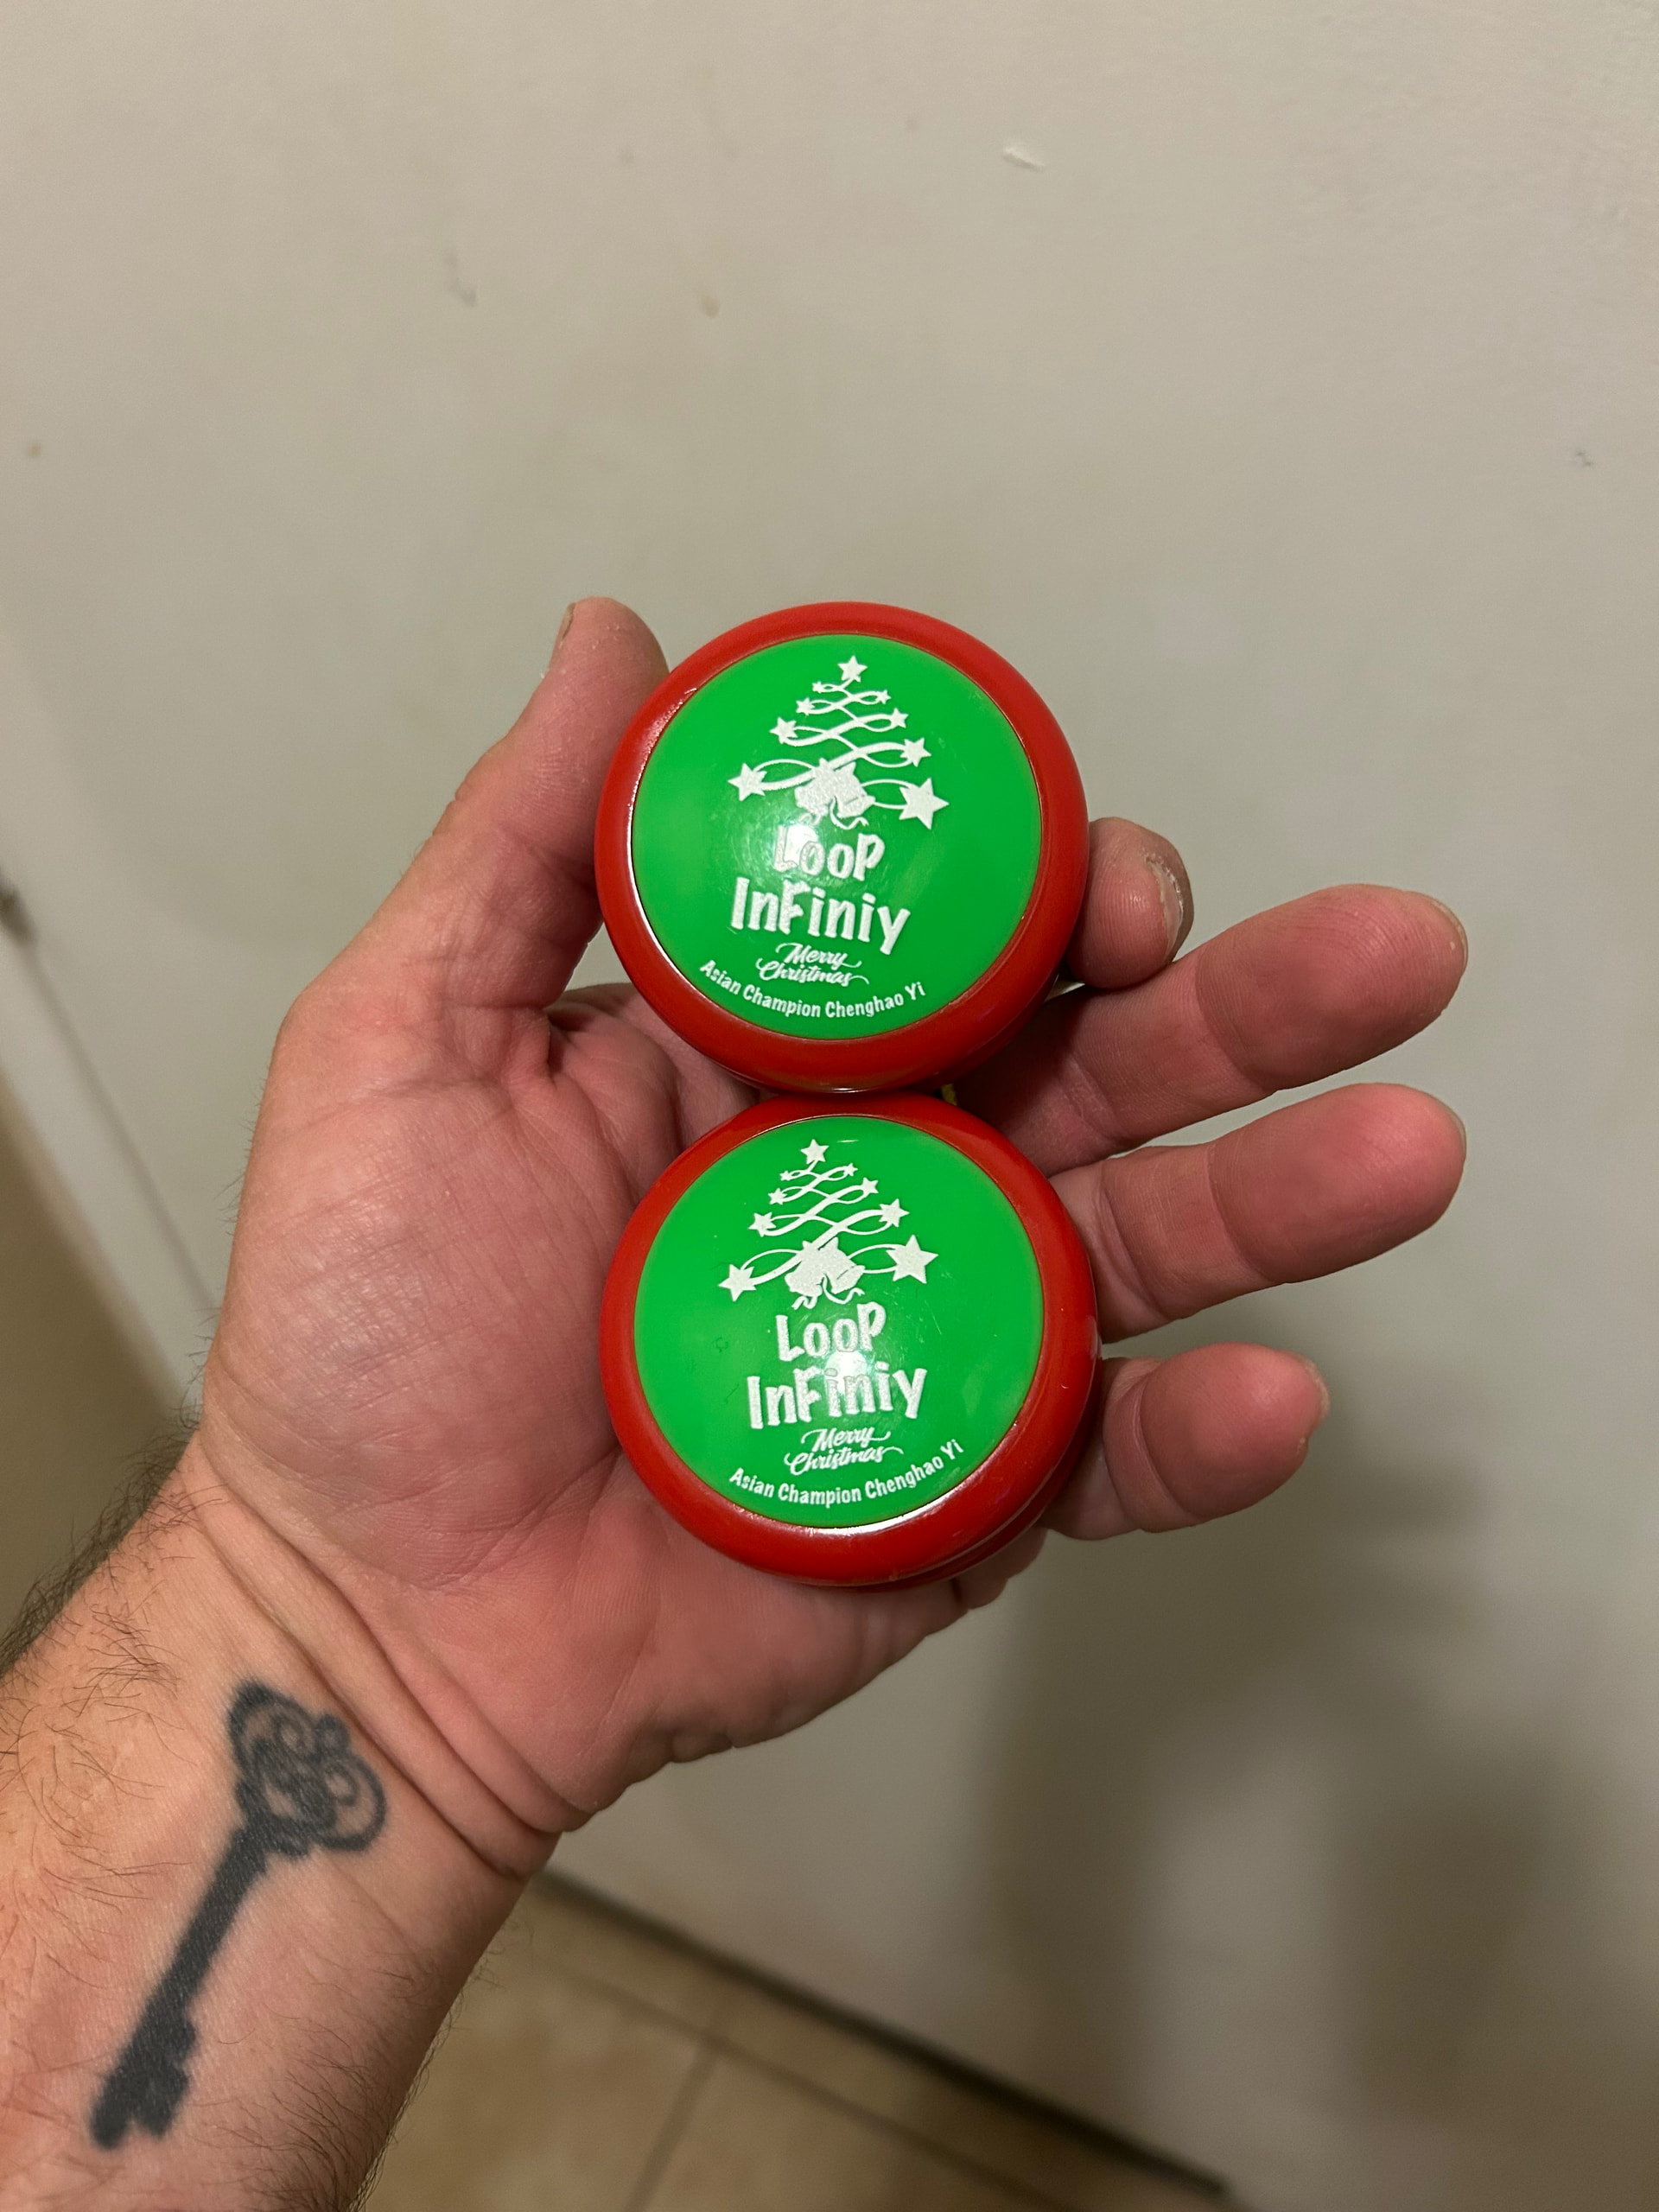 LooP
InFiniy
Merry
Christmas
Asian Champion Chenghao Yi
LooP
InFiniy
Merry
Christmas
Asian Champion Chenghao Yi